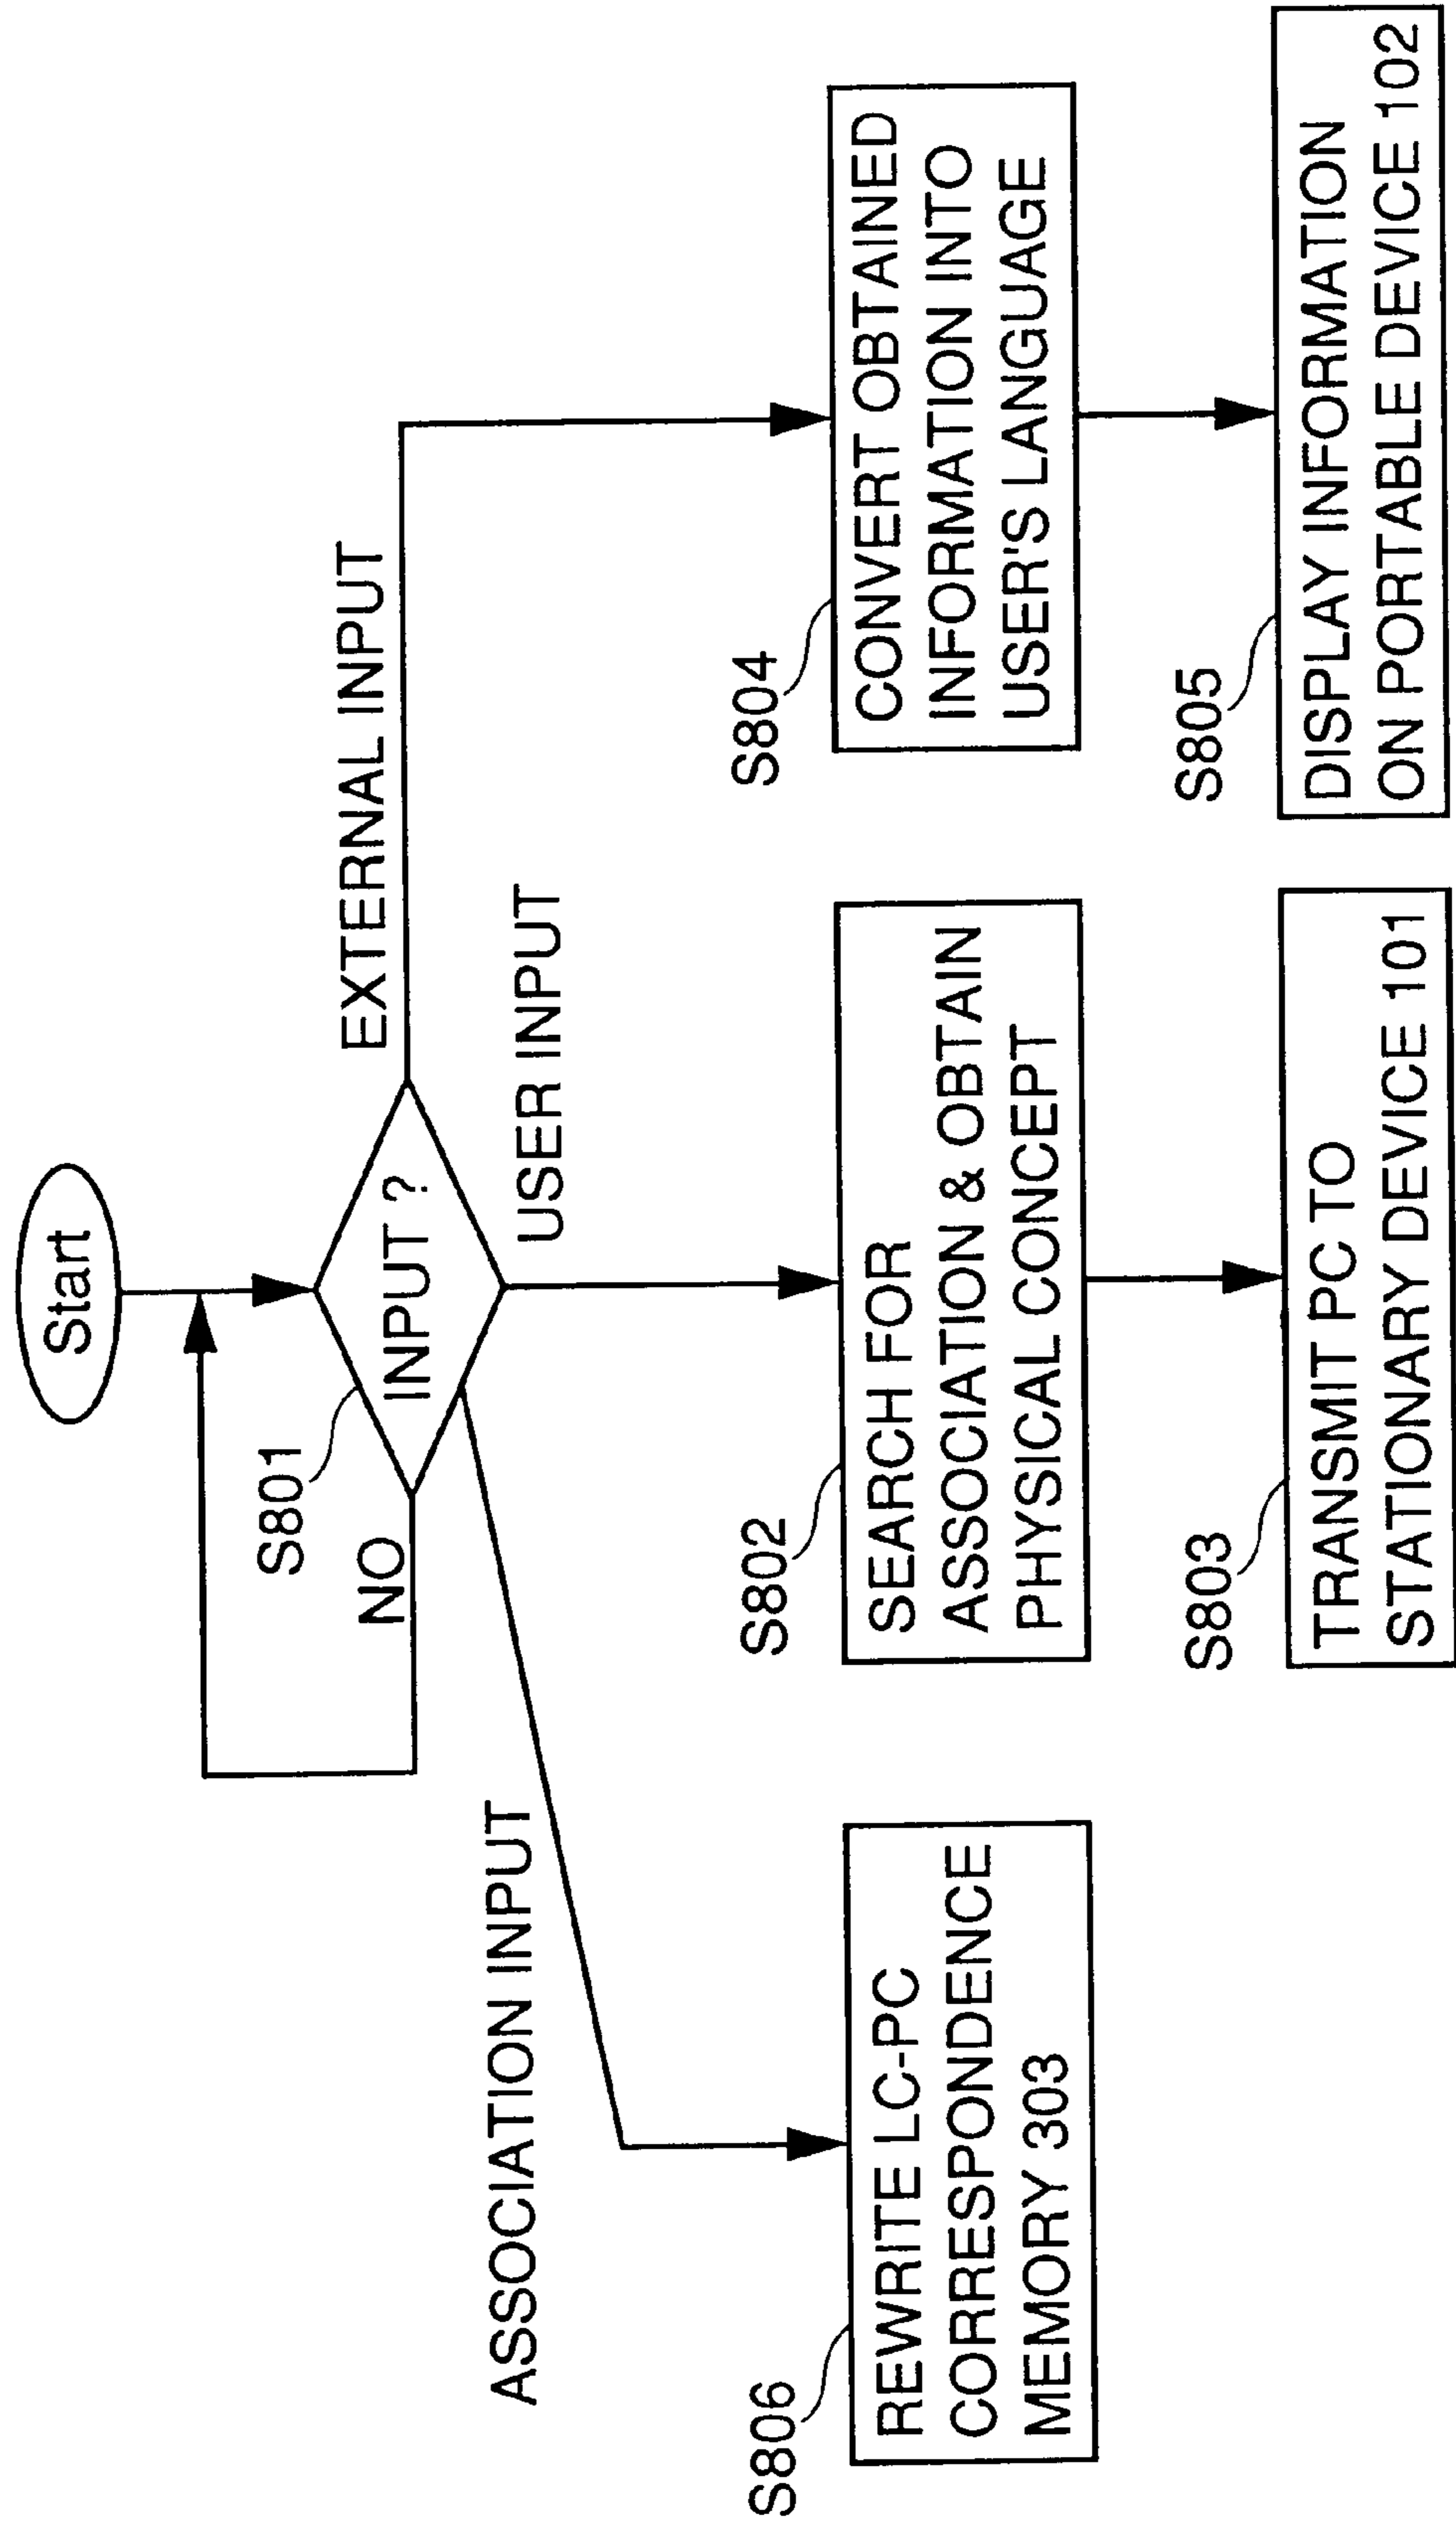 Start
S801
INPUT ?
NO
EXTERNAL INPUT
USER INPUT
ASSOCIATION INPUT
S806
REWRITE LC-PC
CORRESPONDENCE
MEMORY 303
S802
SEARCH FOR
ASSOCIATION & OBTAIN
PHYSICAL CONCEPT
S804
CONVERT OBTAINED
INFORMATION INTO
USER'S LANGUAGE
S803
TRANSMIT PC TO
STATIONARY DEVICE 101
S805
DISPLAY INFORMATION
ON PORTABLE DEVICE 102